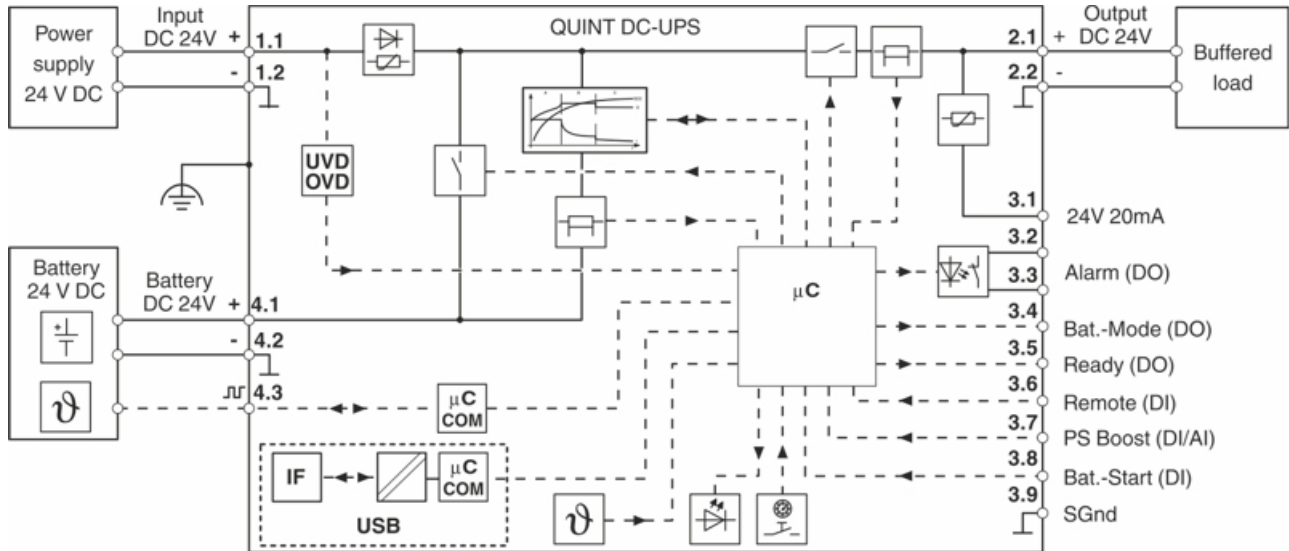 Power
supply
24 V DC
Input
DC 24V
+
1.1
-
1.2
QUINT DC-UPS
UVD
OVD
2.1
+
2.2
-
Output
DC 24V
Buffered
load
Battery
24 V DC
+
ϑ
Battery
DC 24V
+
4.1
-
4.2
4.3
µC
COM
IF
µC
COM
USB
ϑ
µC
3.1
24V 20mA
3.2
3.3
Alarm (DO)
3.4
Bat.-Mode (DO)
3.5
Ready (DO)
3.6
Remote (DI)
3.7
PS Boost (DI/AI)
3.8
Bat.-Start (DI)
3.9
SGnd